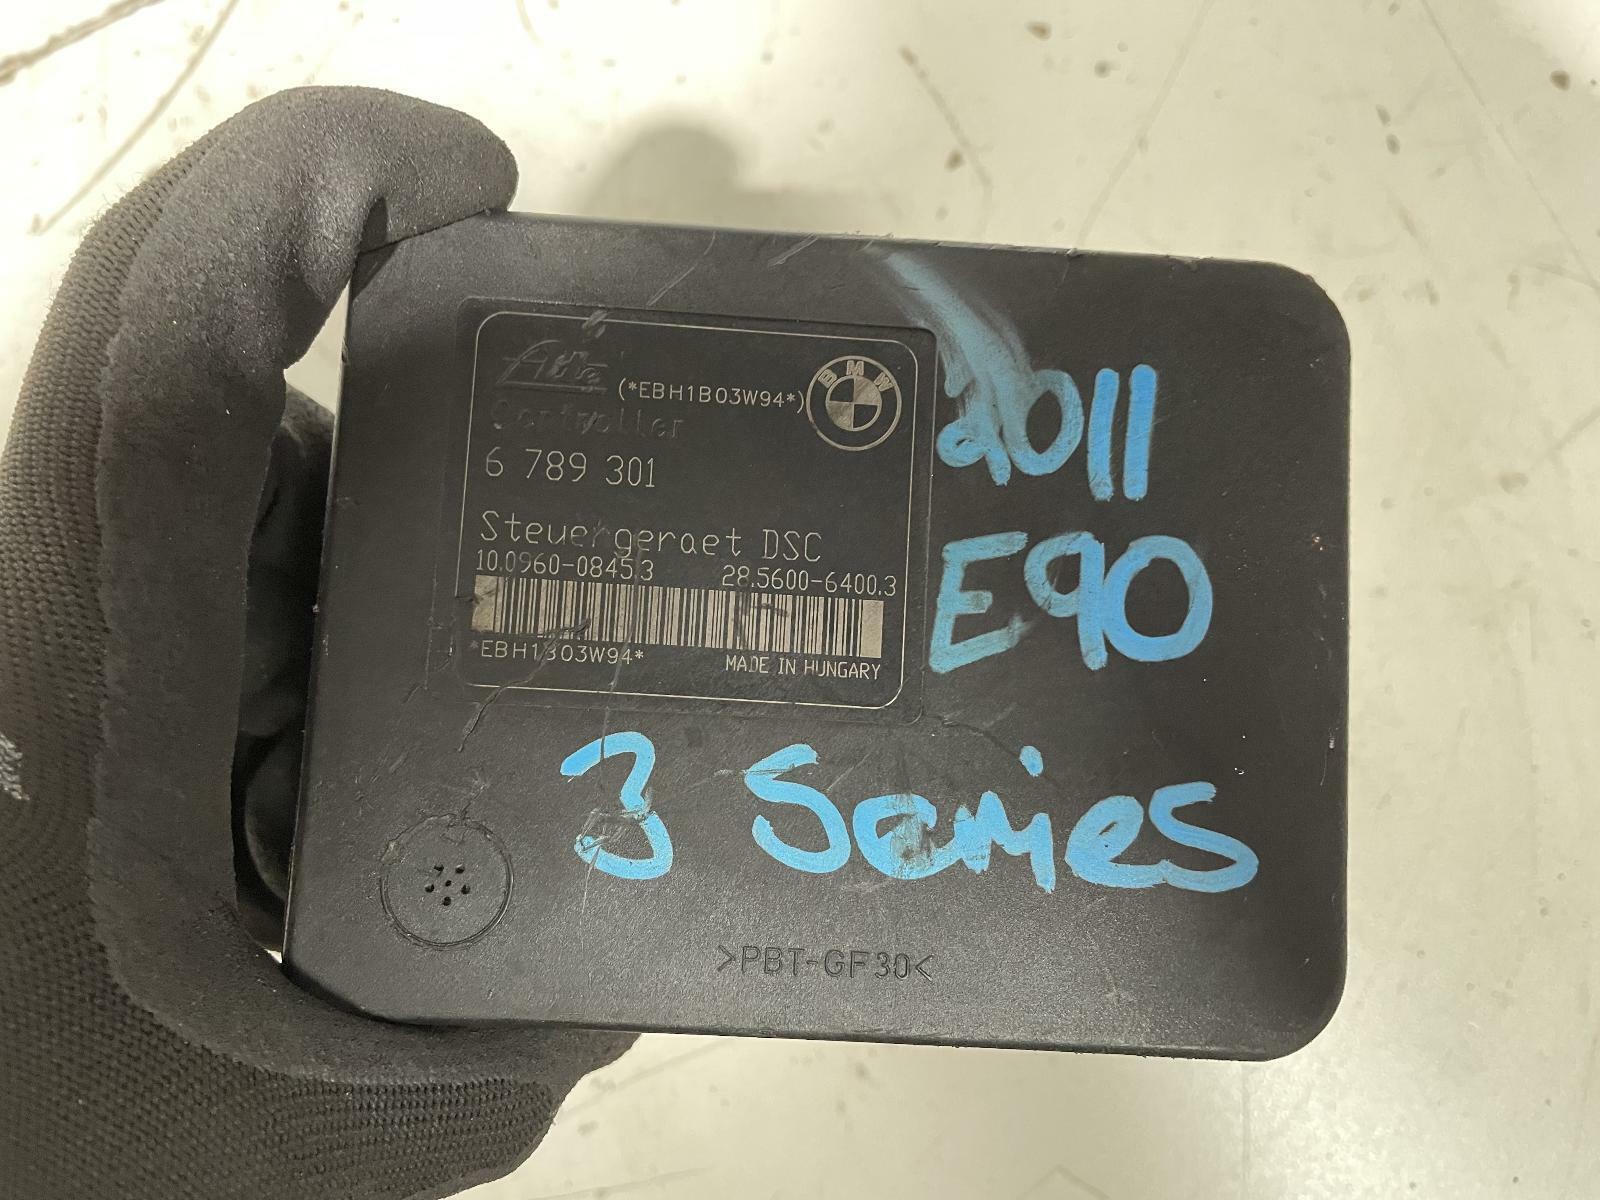 Ate
(*EBH1B03W94*)
BMW
Controller
6 789 301
Steuergeraet DSC
10.0960-0845.3 28.5600-6400.3
*EBH1B03W94* MADE IN HUNGARY
2011
E90
3 Series
>PBT-GF30<